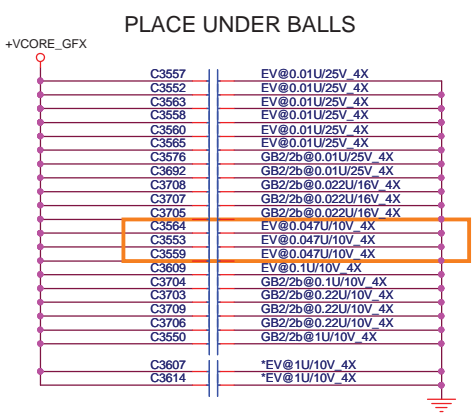 PLACE UNDER BALLS
+VCORE_GFX
C3557 EV@0.01U/25V_4X
C3552 EV@0.01U/25V_4X
C3563 EV@0.01U/25V_4X
C3558 EV@0.01U/25V_4X
C3560 EV@0.01U/25V_4X
C3565 EV@0.01U/25V_4X
C3576 GB2/2b@0.01U/25V_4X
C3692 GB2/2b@0.01U/25V_4X
C3708 GB2/2b@0.022U/16V_4X
C3707 GB2/2b@0.022U/16V_4X
C3705 GB2/2b@0.022U/16V_4X
C3564 EV@0.047U/10V_4X
C3553 EV@0.047U/10V_4X
C3559 EV@0.047U/10V_4X
C3609 EV@0.1U/10V_4X
C3704 GB2/2b@0.1U/10V_4X
C3703 GB2/2b@0.22U/10V_4X
C3709 GB2/2b@0.22U/10V_4X
C3706 GB2/2b@0.22U/10V_4X
C3550 GB2/2b@1U/10V_4X
C3607 *EV@1U/10V_4X
C3614 *EV@1U/10V_4X